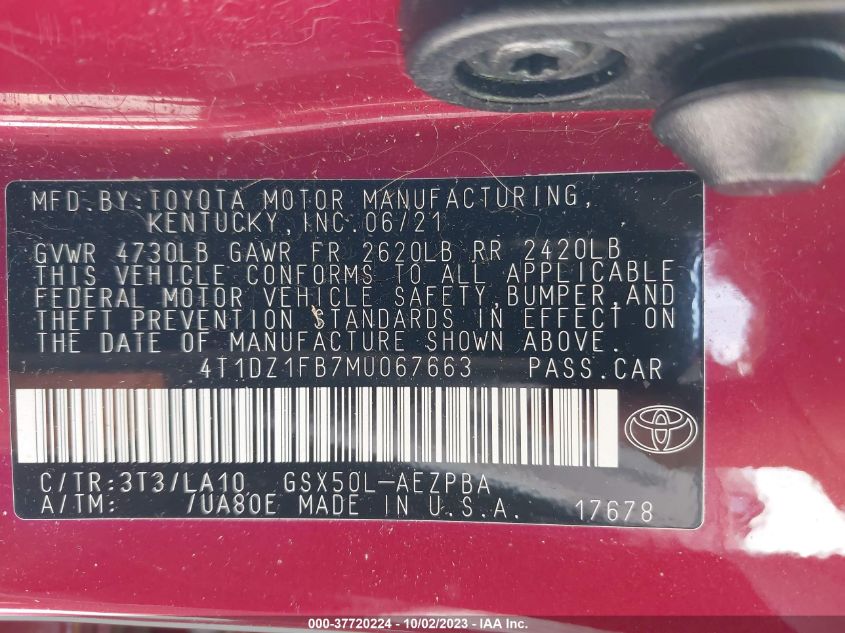 MFD.BY:TOYOTA MOTOR MANUFACTURING,
KENTUCKY, INC. 06/21
GVWR 4730LB GAWR FR 2620LB RR 2420LB
THIS VEHICLE CONFORMS TO ALL APPLICABLE
FEDERAL MOTOR VEHICLE SAFETY, BUMPER, AND
THEFT PREVENTION STANDARDS IN EFFECT ON
THE DATE OF MANUFACTURE SHOWN ABOVE.
4T1DZ1FB7MU067663 PASS.CAR
C/TR:3T3/LA10 GSX50L-AEZPBA
A/TM: /UA80E MADE IN U.S.A. 17678
000-37720224 - 10/02/2023 - IAA, Inc.